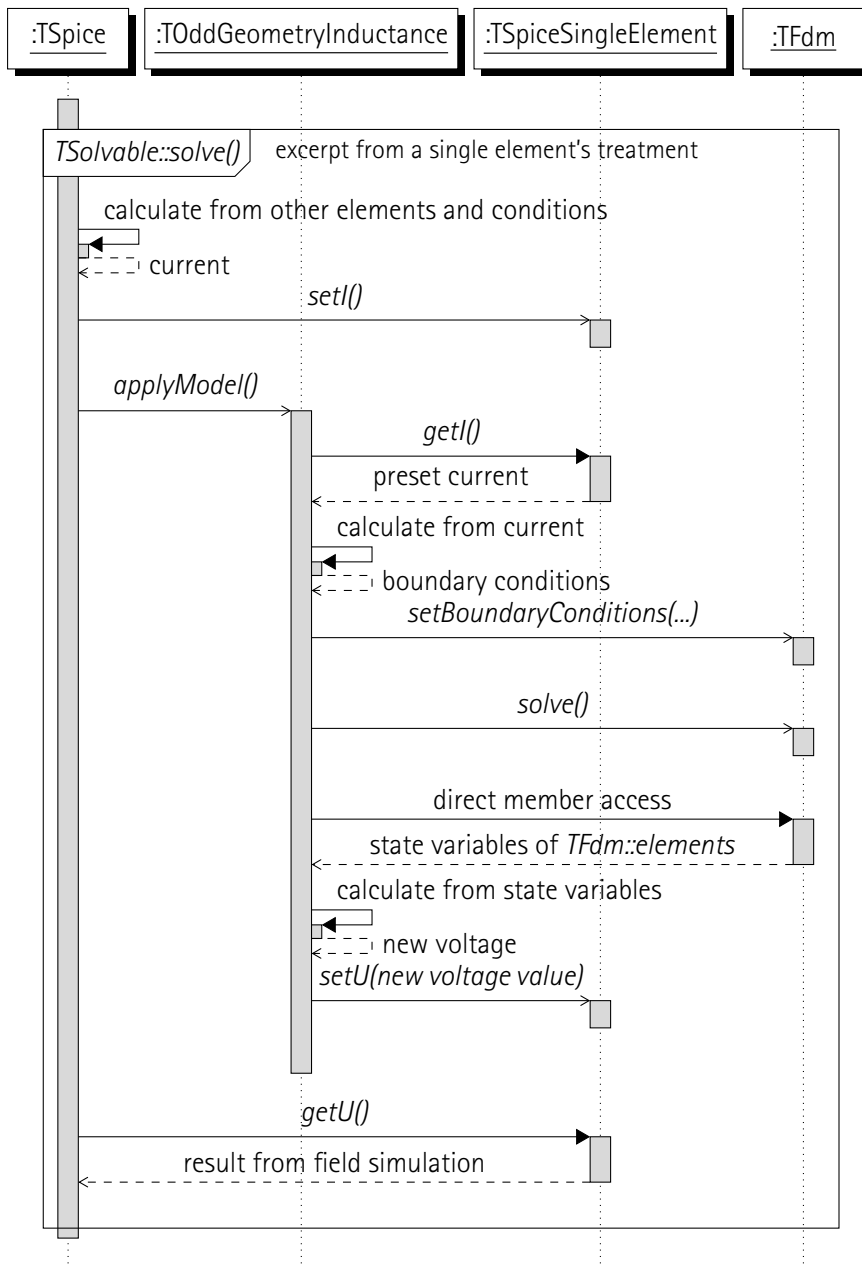 :TSpice
:TOddGeometryInductance
:TSpiceSingleElement
:TFdm
TSolvable::solve()
excerpt from a single element's treatment
calculate from other elements and conditions
current
setI()
applyModel()
getI()
preset current
calculate from current
boundary conditions
setBoundaryConditions(...)
solve()
direct member access
state variables of TFdm::elements
calculate from state variables
new voltage
setU(new voltage value)
getU()
result from field simulation